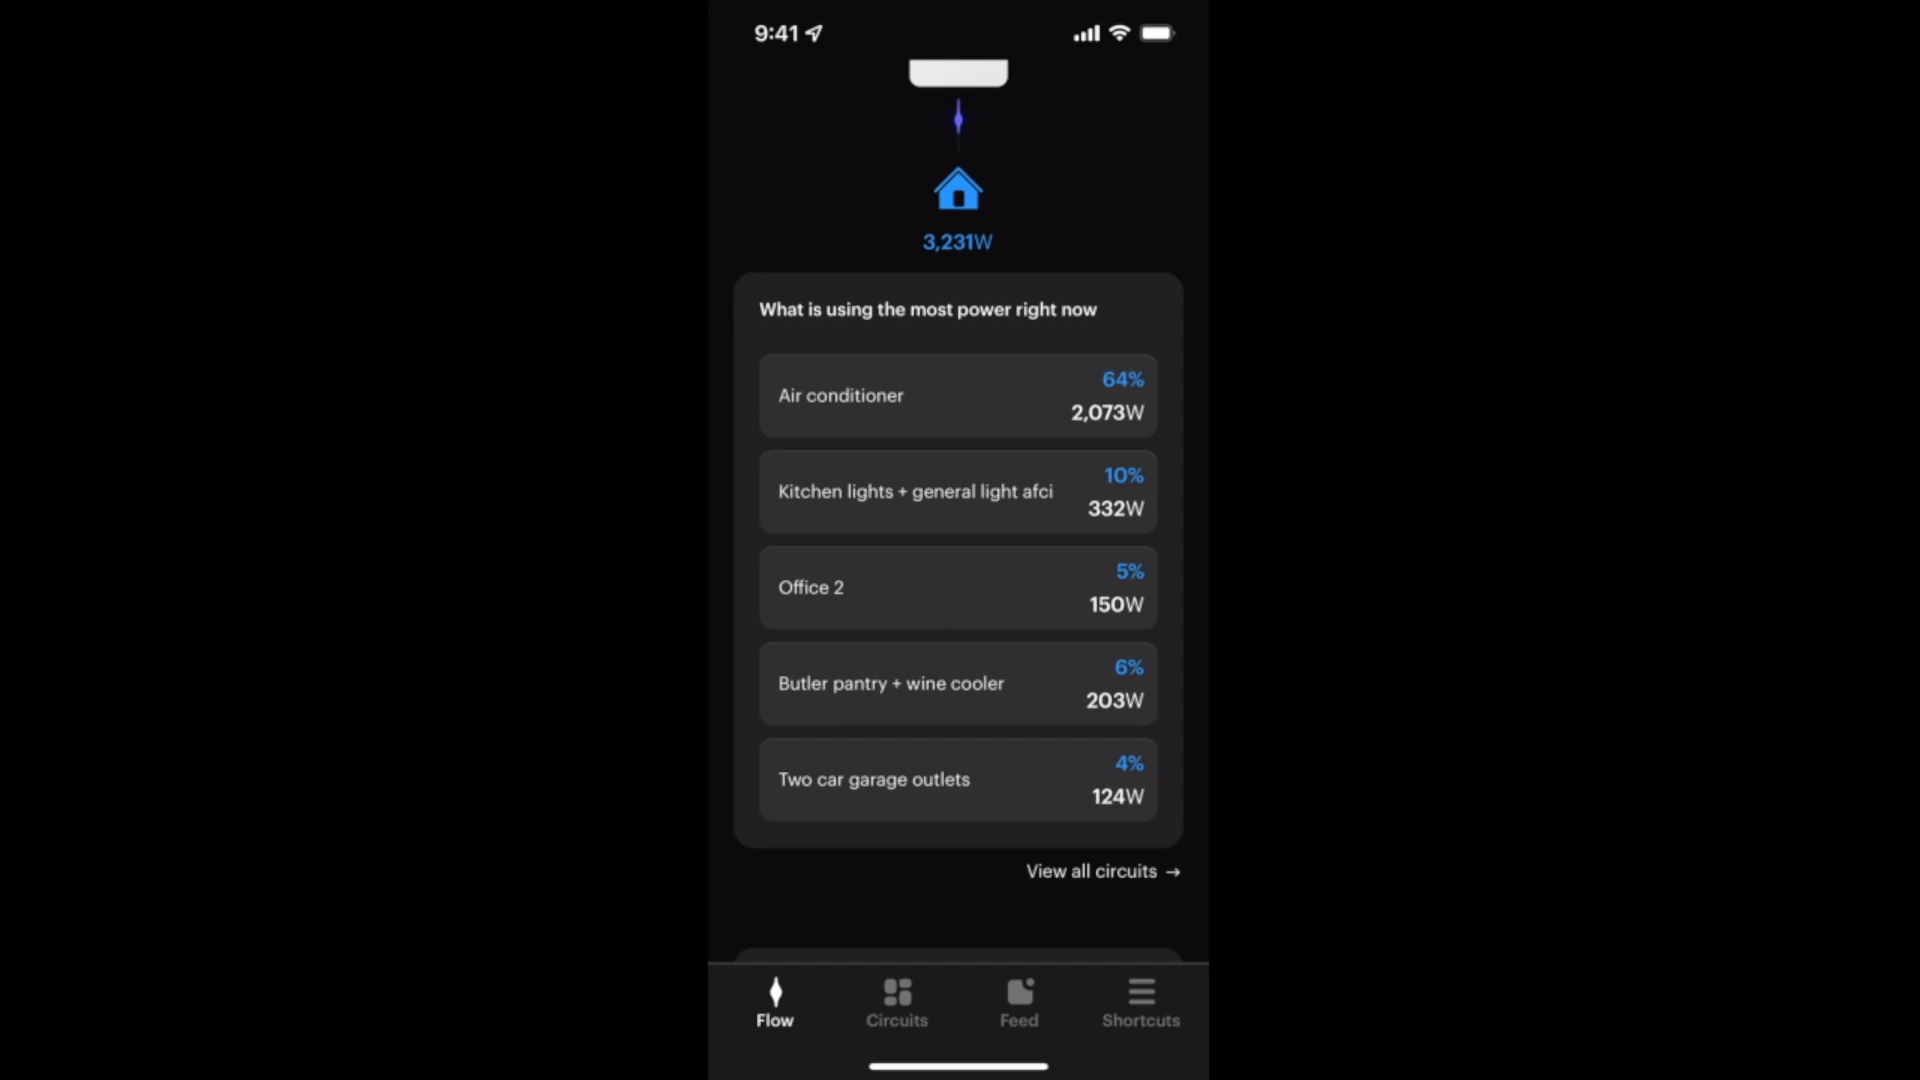 9:41
3,231W
What is using the most power right now
Air conditioner
64%
2,073W
Kitchen lights + general light afci
10%
332W
Office 2
5%
150W
Butler pantry + wine cooler
6%
203W
Two car garage outlets
4%
124W
View all circuits →
Flow
Circuits
Feed
Shortcuts